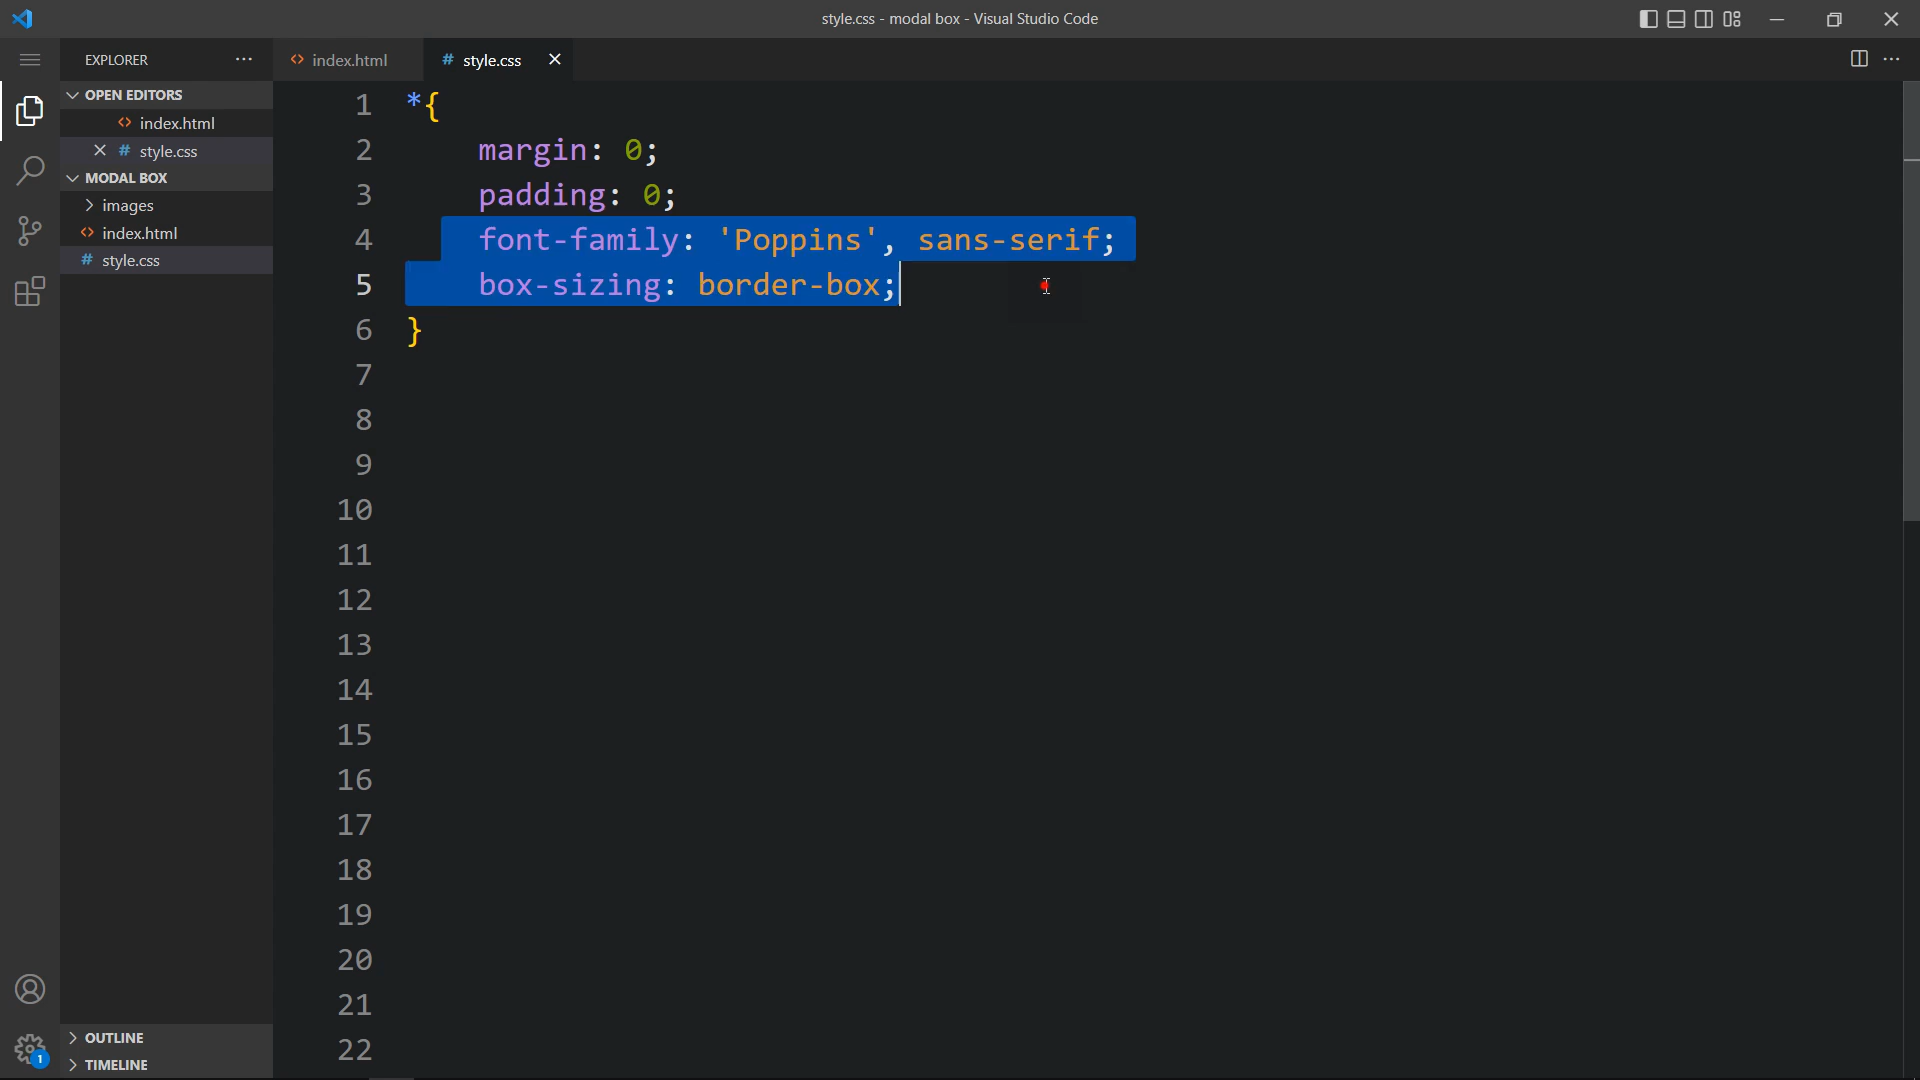 style.css - modal box - Visual Studio Code
EXPLORER
index.html
style.css
OPEN EDITORS
index.html
# style.css
MODAL BOX
images
index.html
# style.css
OUTLINE
TIMELINE
1
# style.css
1 *{
2 margin: 0;
3 padding: 0;
4 font-family: 'Poppins', sans-serif;
5 box-sizing: border-box;
6 }
7
8
9
10
11
12
13
14
15
16
17
18
19
20
21
22